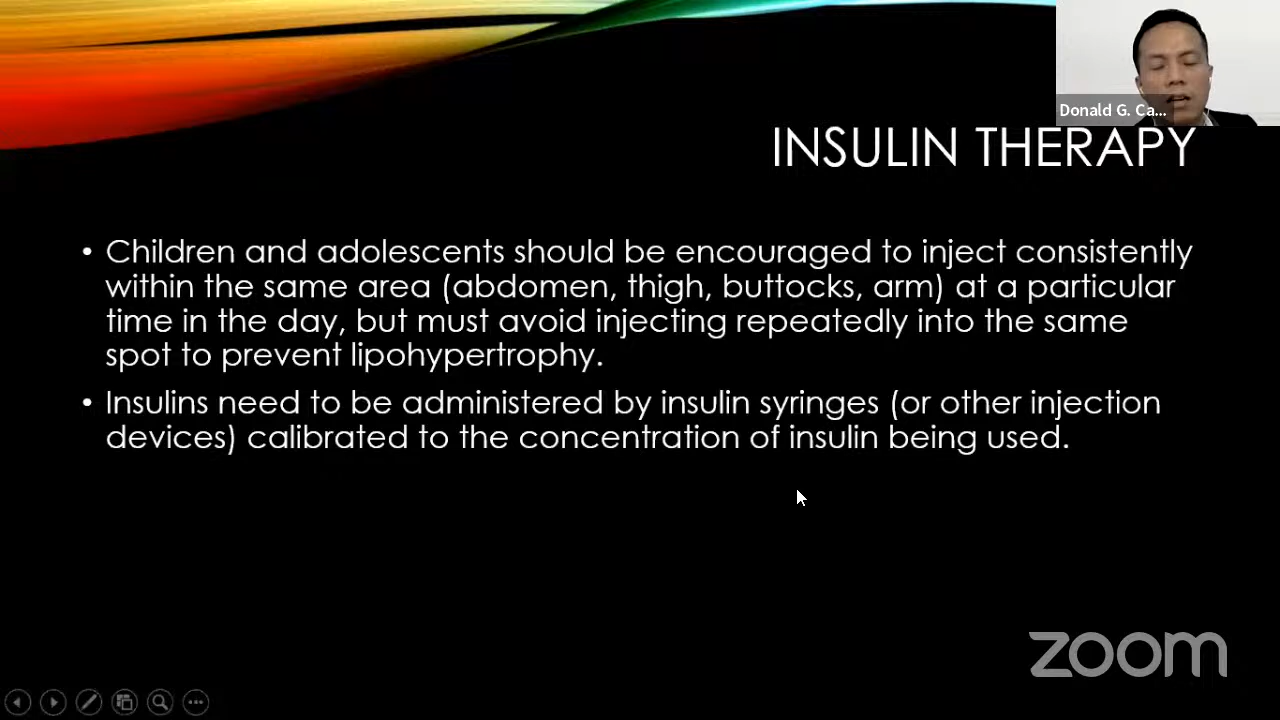 Donald G. Ca...
INSULIN THERAPY
• Children and adolescents should be encouraged to inject consistently
within the same area (abdomen, thigh, buttocks, arm) at a particular
time in the day, but must avoid injecting repeatedly into the same
spot to prevent lipohypertrophy.
• Insulins need to be administered by insulin syringes (or other injection
devices) calibrated to the concentration of insulin being used.
zoom